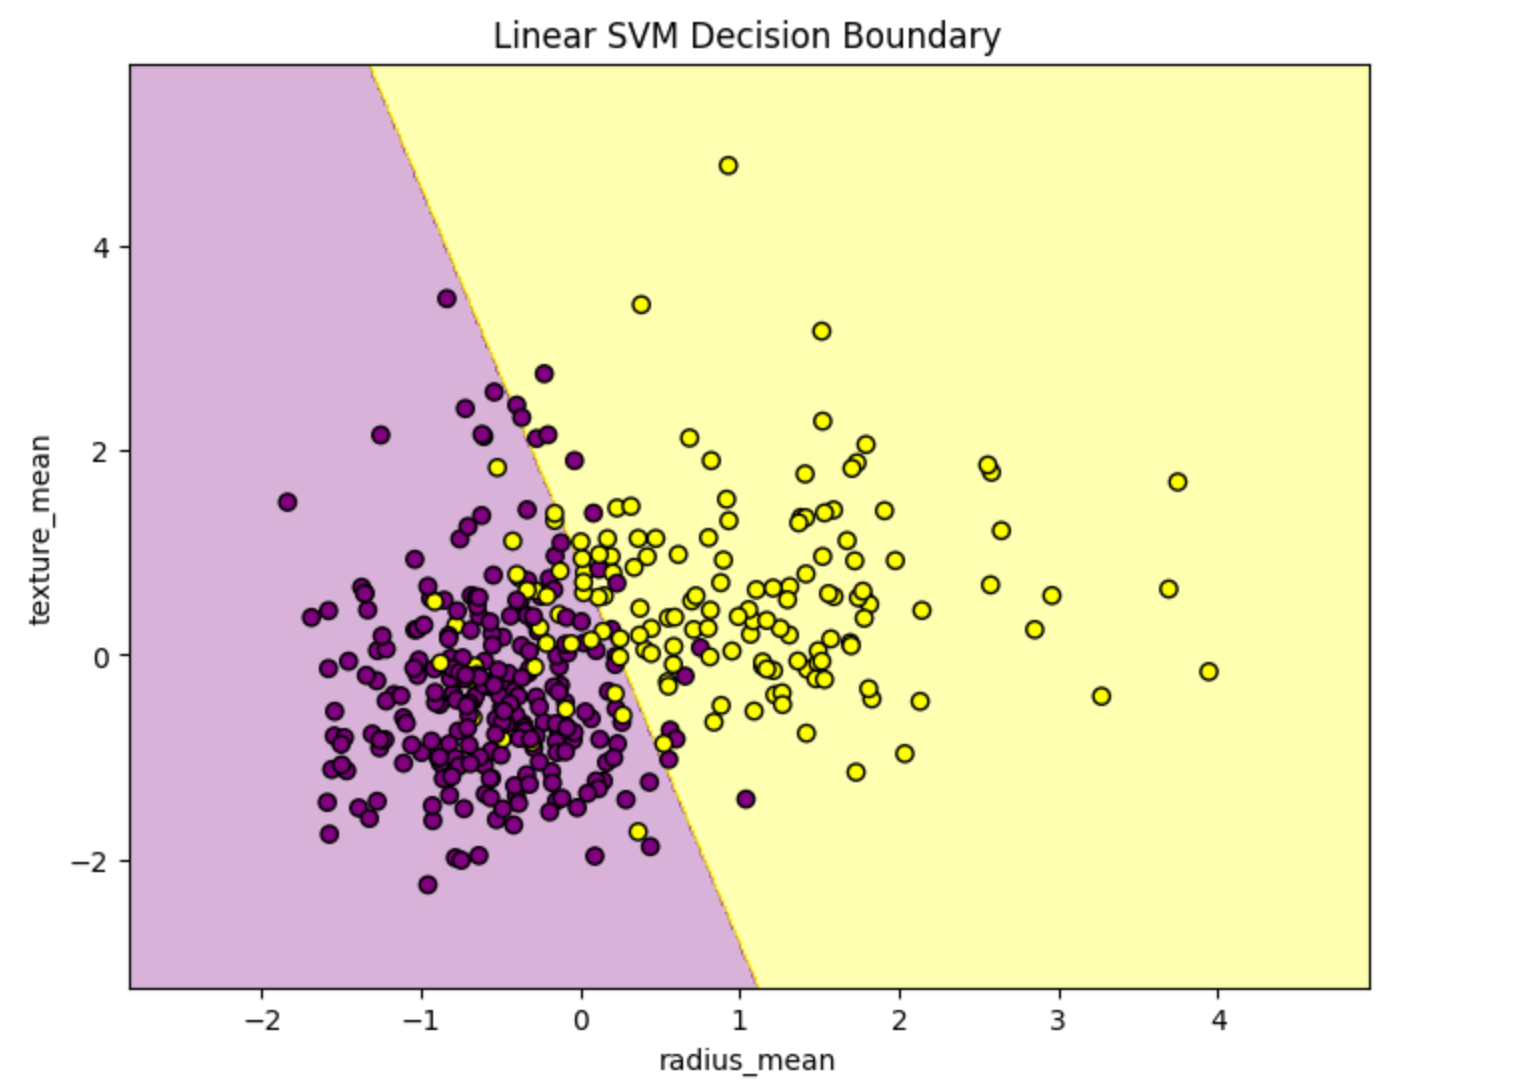 Linear SVM Decision Boundary
4
2
0
−2
texture_mean
−2 −1 0 1 2 3 4
radius_mean